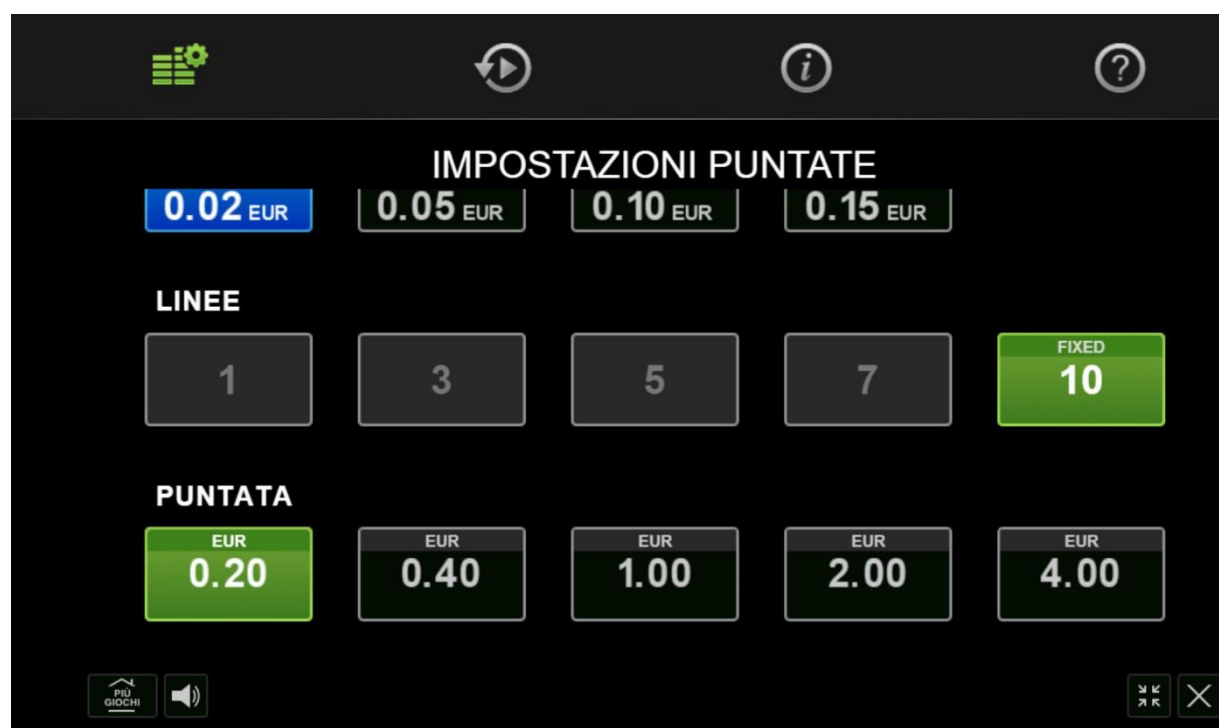 IMPOSTAZIONI PUNTATE
0.02 EUR 0.05 EUR 0.10 EUR 0.15 EUR
LINEE
1 3 5 7 FIXED 10
PUNTATA
EUR EUR EUR EUR EUR
0.20 0.40 1.00 2.00 4.00
PIÙ
GIOCHI